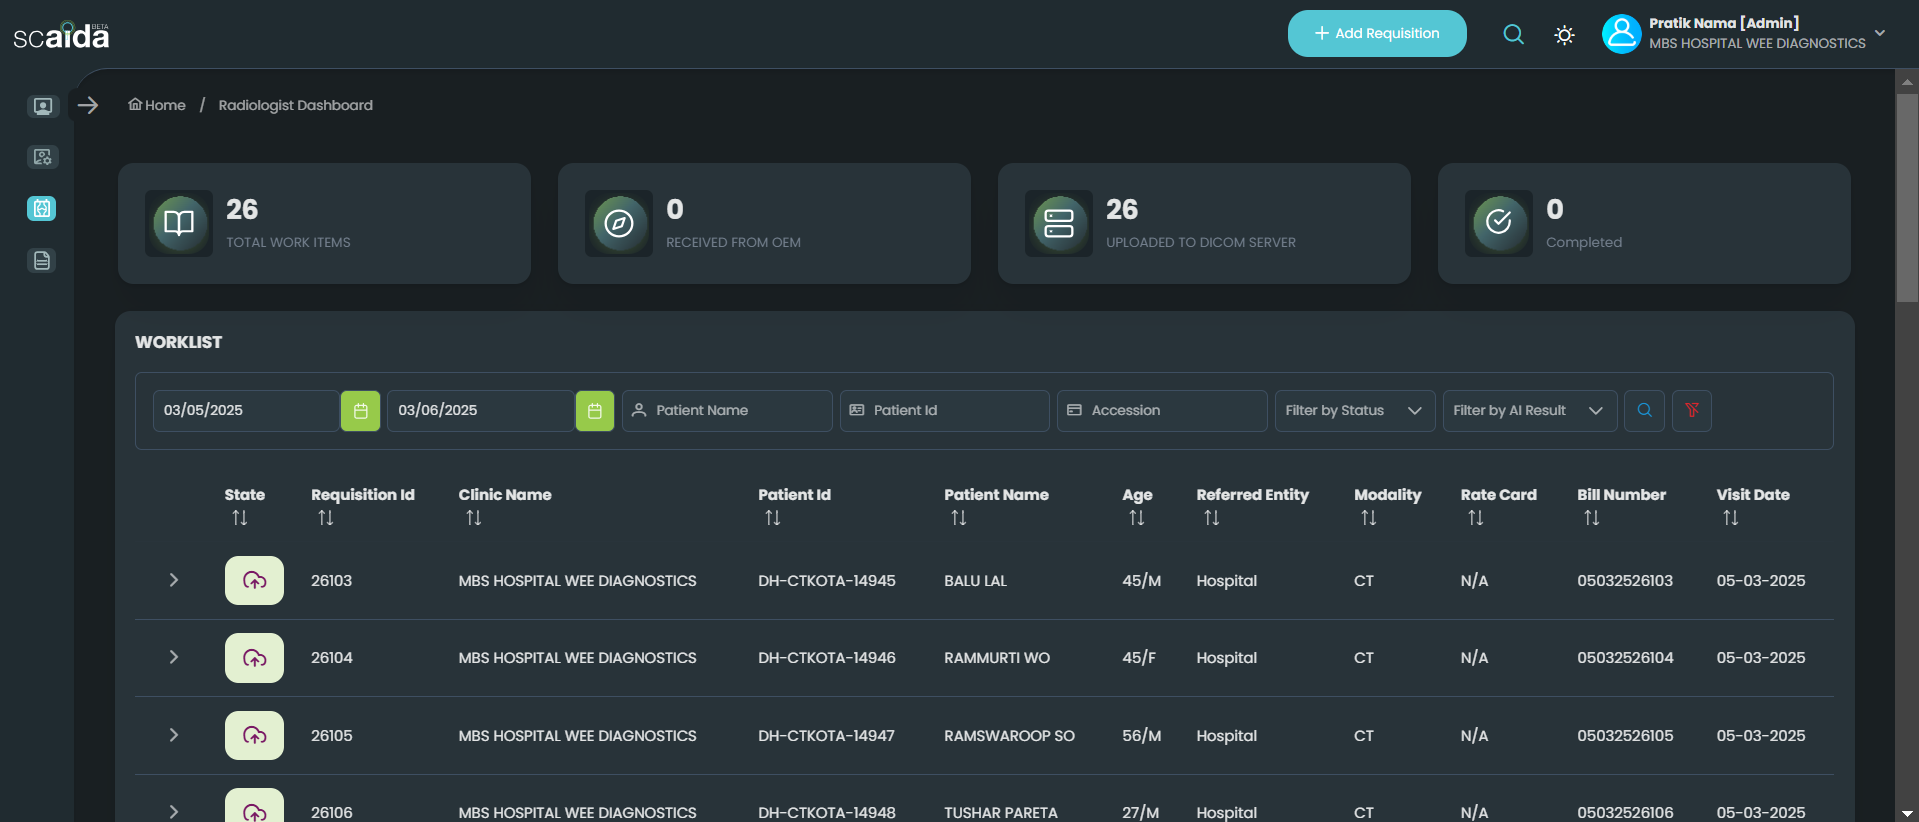 scaida BETA
+ Add Requisition
Pratik Nama [Admin]
MBS HOSPITAL WEE DIAGNOSTICS
Home / Radiologist Dashboard
26
TOTAL WORK ITEMS
0
RECEIVED FROM OEM
26
UPLOADED TO DICOM SERVER
0
Completed
WORKLIST
03/05/2025 03/06/2025 Patient Name Patient Id Accession Filter by Status Filter by AI Result
State Requisition Id Clinic Name Patient Id Patient Name Age Referred Entity Modality Rate Card Bill Number Visit Date
26103 MBS HOSPITAL WEE DIAGNOSTICS DH-CTKOTA-14945 BALU LAL 45/M Hospital CT N/A 05032526103 05-03-2025
26104 MBS HOSPITAL WEE DIAGNOSTICS DH-CTKOTA-14946 RAMMURTI WO 45/F Hospital CT N/A 05032526104 05-03-2025
26105 MBS HOSPITAL WEE DIAGNOSTICS DH-CTKOTA-14947 RAMSWAROOP SO 56/M Hospital CT N/A 05032526105 05-03-2025
26106 MBS HOSPITAL WEE DIAGNOSTICS DH-CTKOTA-14948 TUSHAR PARETA 27/M Hospital CT N/A 05032526106 05-03-2025